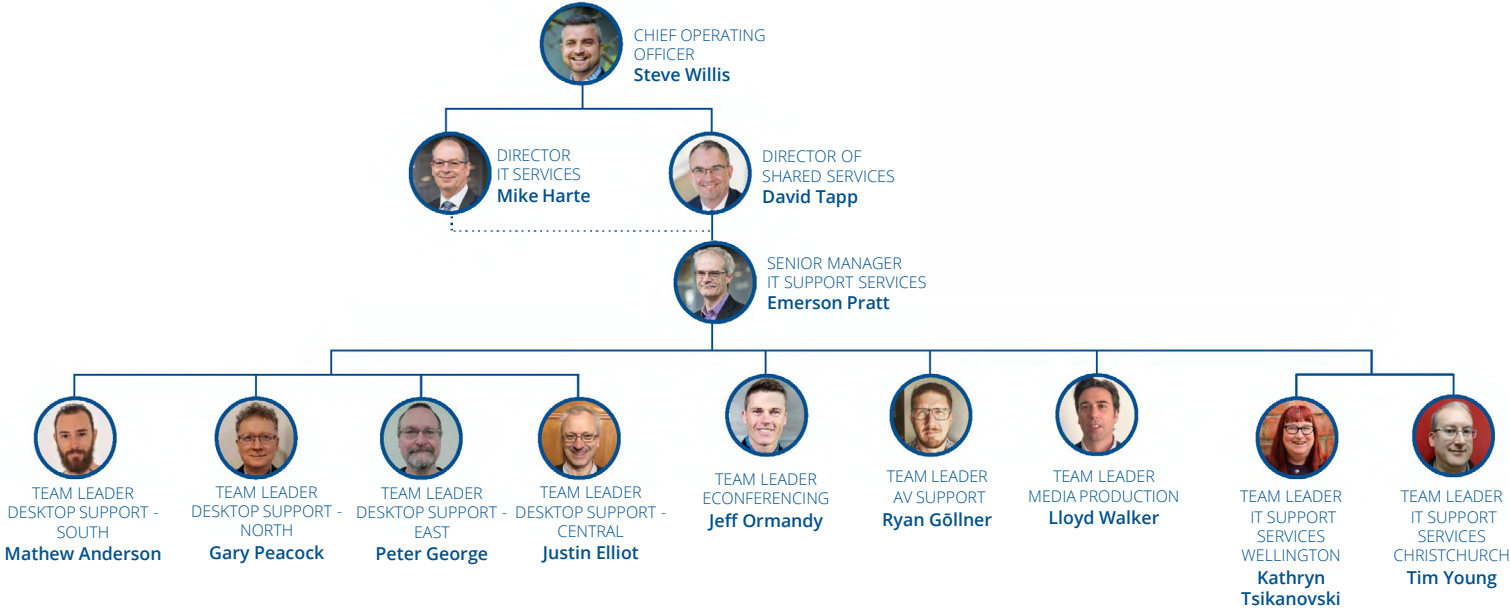 CHIEF OPERATING
OFFICER
Steve Willis
DIRECTOR
IT SERVICES
Mike Harte
DIRECTOR OF
SHARED SERVICES
David Tapp
SENIOR MANAGER
IT SUPPORT SERVICES
Emerson Pratt
TEAM LEADER
DESKTOP SUPPORT -
SOUTH
Mathew Anderson
TEAM LEADER
DESKTOP SUPPORT -
NORTH
Gary Peacock
TEAM LEADER
DESKTOP SUPPORT -
EAST
Peter George
TEAM LEADER
DESKTOP SUPPORT -
CENTRAL
Justin Elliot
TEAM LEADER
ECONFERENCING
Jeff Ormandy
TEAM LEADER
AV SUPPORT
Ryan Göllner
TEAM LEADER
MEDIA PRODUCTION
Lloyd Walker
TEAM LEADER
IT SUPPORT
SERVICES
WELLINGTON
Kathryn
Tsikanovski
TEAM LEADER
IT SUPPORT
SERVICES
CHRISTCHURCH
Tim Young